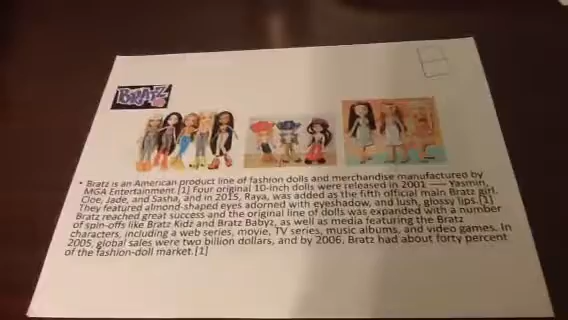 BRATZ
• Bratz is an American product line of fashion dolls and merchandise manufactured by
MGA Entertainment.[1] Four original 10-inch dolls were released in 2001 — Yasmin,
Cloe, Jade, and Sasha, and in 2015, Raya, was added as the fifth official main Bratz girl.
They featured almond-shaped eyes adorned with eyeshadow, and lush, glossy lips.[1]
Bratz reached great success and the original line of dolls was expanded with a number
of spin-offs like Bratz Kidz and Bratz Babyz, as well as media featuring the Bratz
characters, including a web series, movie, TV series, music albums, and video games. In
2005, global sales were two billion dollars, and by 2006, Bratz had about forty percent
of the fashion-doll market.[1]